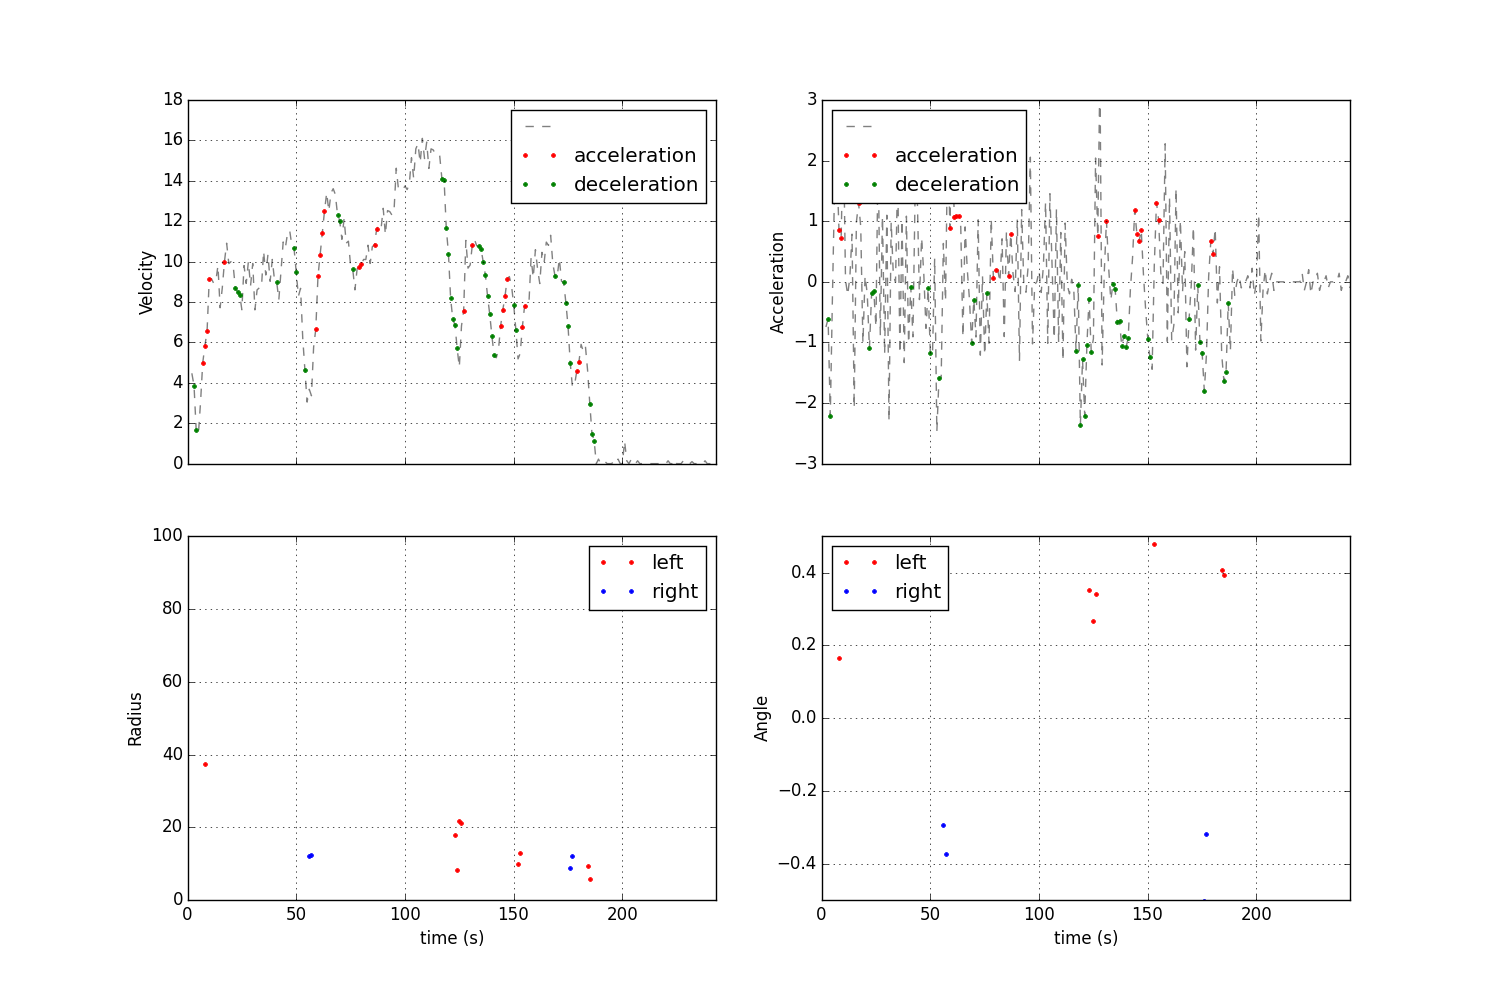 18
16
14
12
10
8
6
4
2
0
Velocity
acceleration
deceleration
3
2
1
0
−1
−2
−3
Acceleration
acceleration
deceleration
100
80
60
40
20
0
Radius
left
right
0 50 100 150 200
time (s)
0.4
0.2
0.0
−0.2
−0.4
Angle
left
right
0 50 100 150 200
time (s)